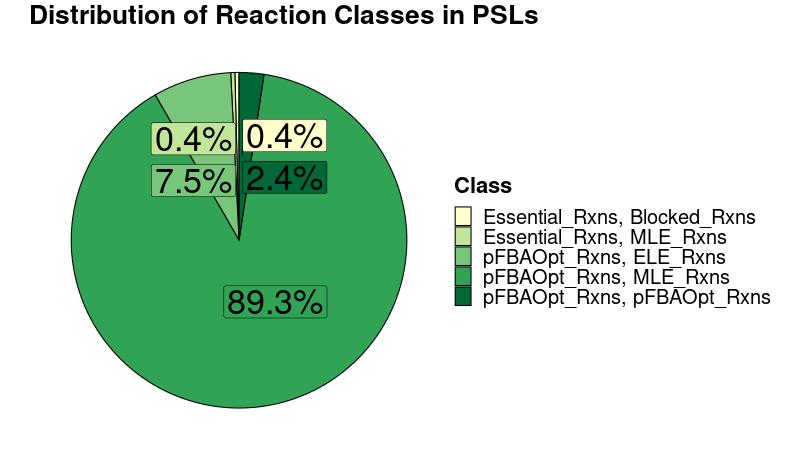 Distribution of Reaction Classes in PSLs
0.4%
0.4%
7.5%
2.4%
89.3%
Class
Essential_Rxns, Blocked_Rxns
Essential_Rxns, MLE_Rxns
pFBAOpt_Rxns, ELE_Rxns
pFBAOpt_Rxns, MLE_Rxns
pFBAOpt_Rxns, pFBAOpt_Rxns